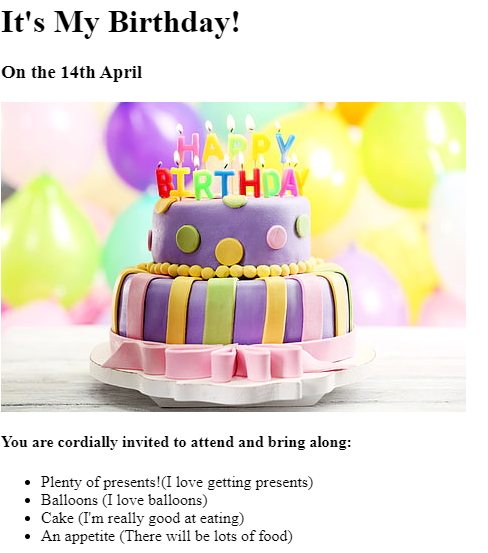 It's My Birthday!
On the 14th April
HAPPY
BIRTHDAY
You are cordially invited to attend and bring along:
Plenty of presents!(I love getting presents)
Balloons (I love balloons)
Cake (I'm really good at eating)
An appetite (There will be lots of food)